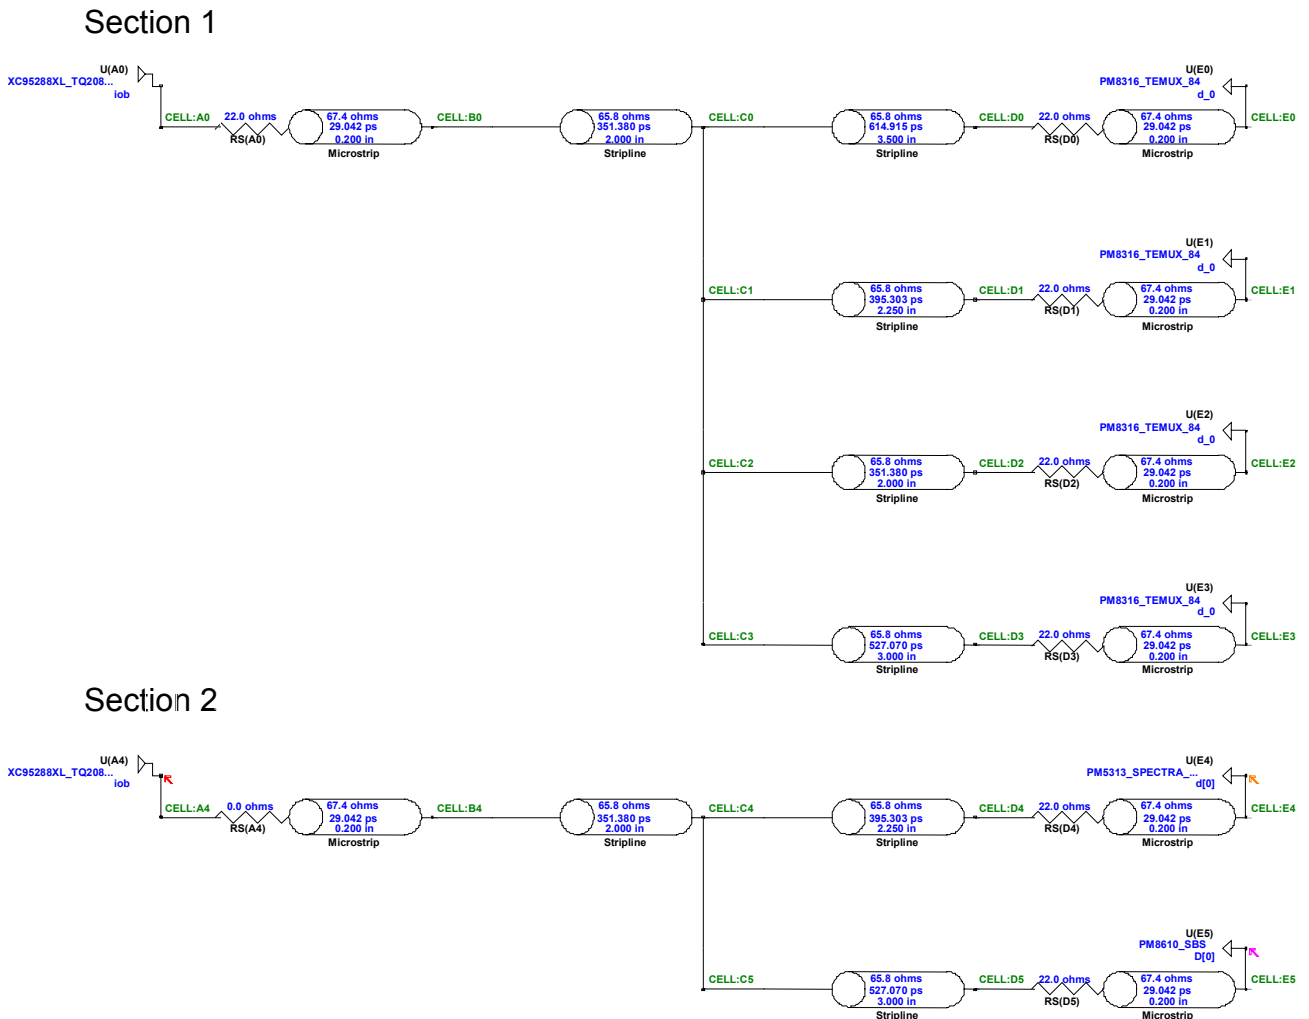 Section 1
U(A0)
XC95288XL_TQ208...
iob
CELL:A0
22.0 ohms
RS(A0)
67.4 ohms
29.042 ps
0.200 in
Microstrip
CELL:B0
65.8 ohms
351.380 ps
2.000 in
Stripline
CELL:C0
65.8 ohms
614.915 ps
3.500 in
Stripline
CELL:D0
22.0 ohms
RS(D0)
67.4 ohms
29.042 ps
0.200 in
Microstrip
U(E0)
PM8316_TEMUX_84
d_0
CELL:E0
CELL:C1
65.8 ohms
395.303 ps
2.250 in
Stripline
CELL:D1
22.0 ohms
RS(D1)
67.4 ohms
29.042 ps
0.200 in
Microstrip
U(E1)
PM8316_TEMUX_84
d_0
CELL:E1
CELL:C2
65.8 ohms
351.380 ps
2.000 in
Stripline
CELL:D2
22.0 ohms
RS(D2)
67.4 ohms
29.042 ps
0.200 in
Microstrip
U(E2)
PM8316_TEMUX_84
d_0
CELL:E2
CELL:C3
65.8 ohms
527.070 ps
3.000 in
Stripline
CELL:D3
22.0 ohms
RS(D3)
67.4 ohms
29.042 ps
0.200 in
Microstrip
U(E3)
PM8316_TEMUX_84
d_0
CELL:E3
Section 2
U(A4)
XC95288XL_TQ208...
iob
CELL:A4
0.0 ohms
RS(A4)
67.4 ohms
29.042 ps
0.200 in
Microstrip
CELL:B4
65.8 ohms
351.380 ps
2.000 in
Stripline
CELL:C4
65.8 ohms
395.303 ps
2.250 in
Stripline
CELL:D4
22.0 ohms
RS(D4)
67.4 ohms
29.042 ps
0.200 in
Microstrip
U(E4)
PM5313_SPECTRA_...
d[0]
CELL:E4
CELL:C5
65.8 ohms
527.070 ps
3.000 in
Stripline
CELL:D5
22.0 ohms
RS(D5)
67.4 ohms
29.042 ps
0.200 in
Microstrip
U(E5)
PM8610_SBS
D[0]
CELL:E5